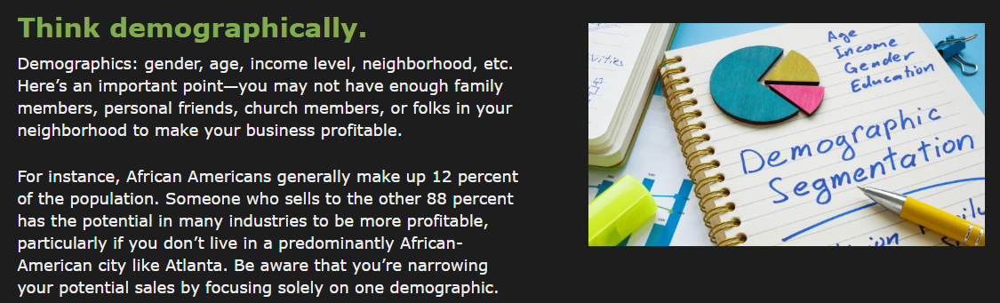 Think demographically.
Demographics: gender, age, income level, neighborhood, etc.
Here’s an important point—you may not have enough family
members, personal friends, church members, or folks in your
neighborhood to make your business profitable.
For instance, African Americans generally make up 12 percent
of the population. Someone who sells to the other 88 percent
has the potential in many industries to be more profitable,
particularly if you don’t live in a predominantly African-
American city like Atlanta. Be aware that you’re narrowing
your potential sales by focusing solely on one demographic.
Age
Income
Gender
Education
Demographic
Segmentation